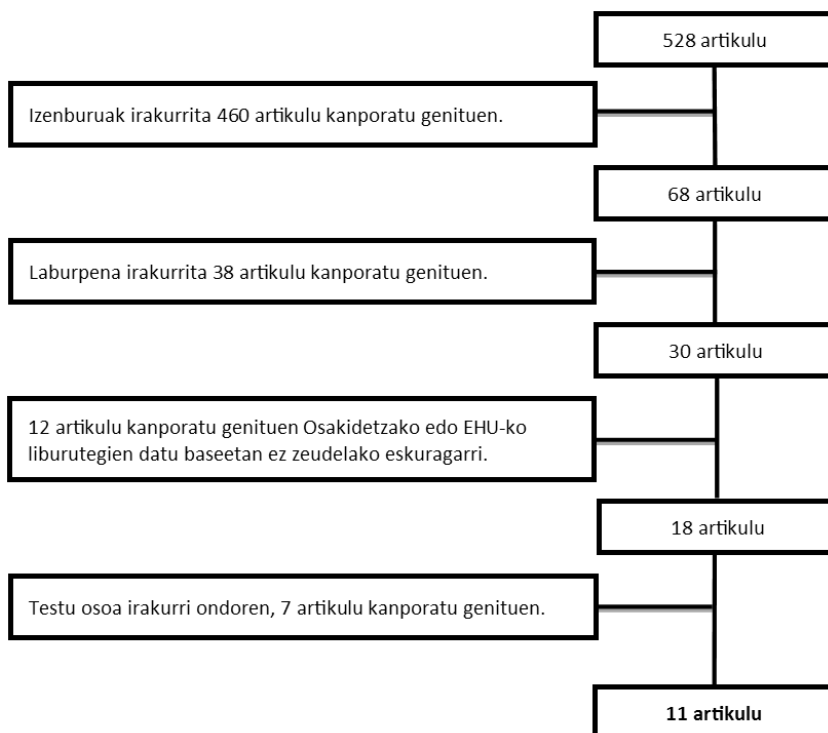 528 artikulu
Izenburuak irakurrita 460 artikulu kanporatu genituen.
68 artikulu
Laburpena irakurrita 38 artikulu kanporatu genituen.
30 artikulu
12 artikulu kanporatu genituen Osakidetzako edo EHU-ko
liburutegien datu baseetan ez zeudelako eskuragarri.
18 artikulu
Testu osoa irakurri ondoren, 7 artikulu kanporatu genituen.
11 artikulu